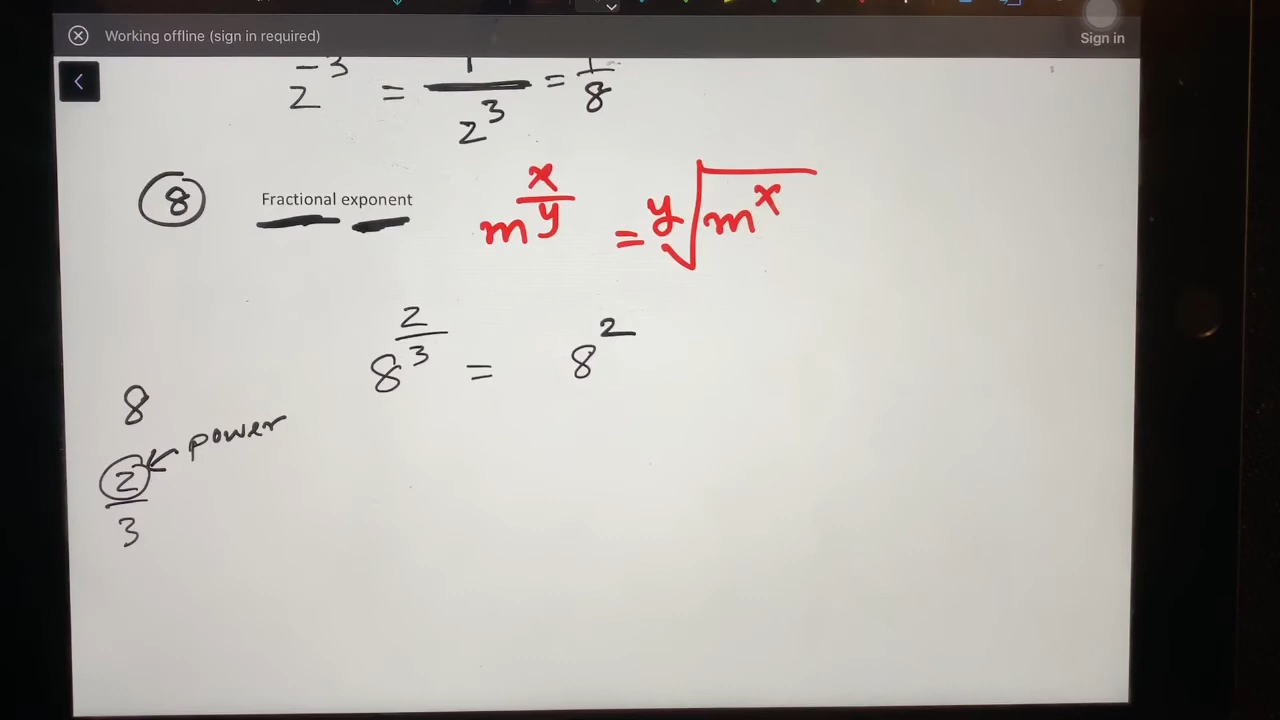 Working offline (sign in required)
Sign in
2^-3 = 1/2^3 = 1/8
8 Fractional exponent m^(x/y) = y√(m^x)
8^(2/3) = 8^2
8
2/3 ← power